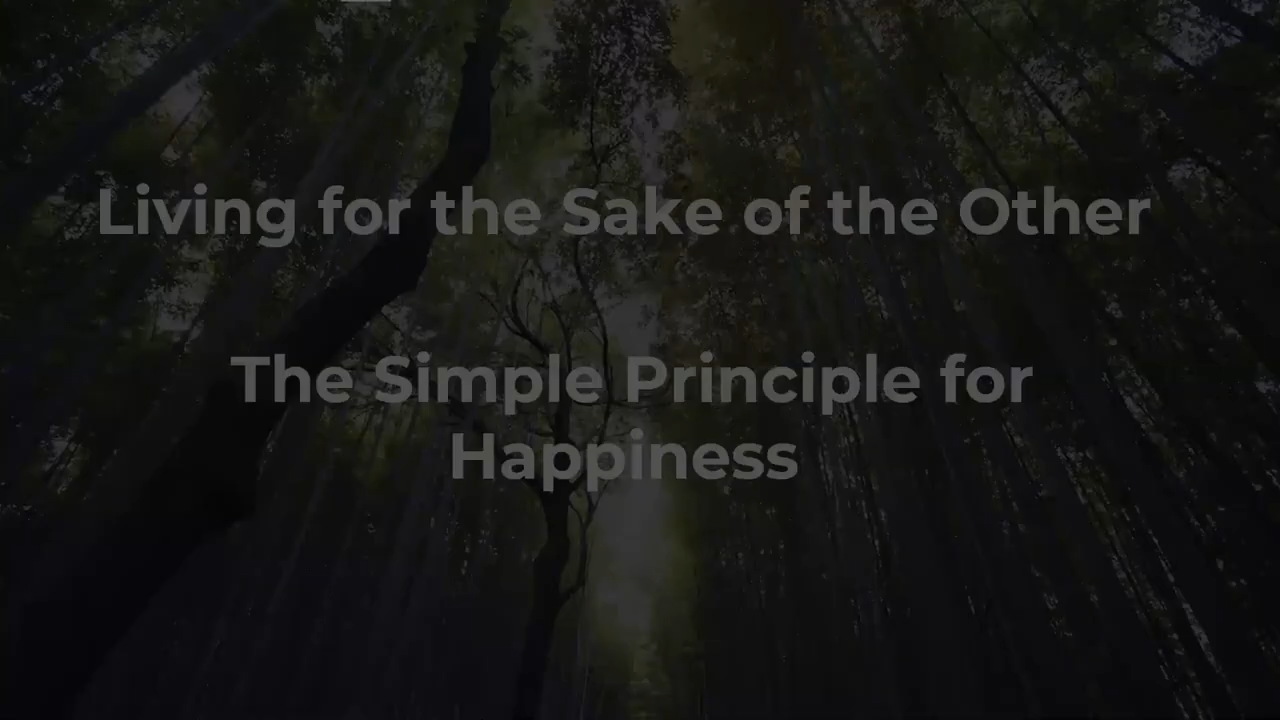 Living for the Sake of the Other
The Simple Principle for
Happiness